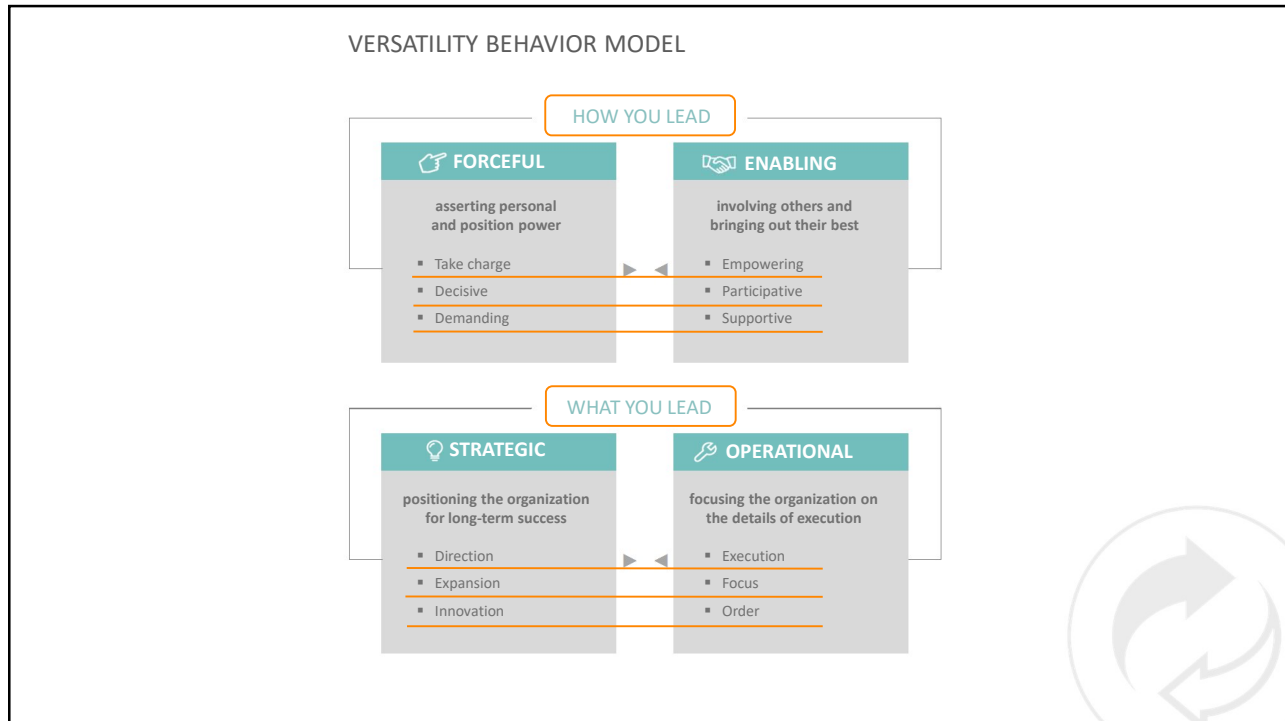 VERSATILITY BEHAVIOR MODEL
HOW YOU LEAD
FORCEFUL
asserting personal
and position power
▪ Take charge
▪ Decisive
▪ Demanding
ENABLING
involving others and
bringing out their best
▪ Empowering
▪ Participative
▪ Supportive
WHAT YOU LEAD
STRATEGIC
positioning the organization
for long-term success
▪ Direction
▪ Expansion
▪ Innovation
OPERATIONAL
focusing the organization on
the details of execution
▪ Execution
▪ Focus
▪ Order